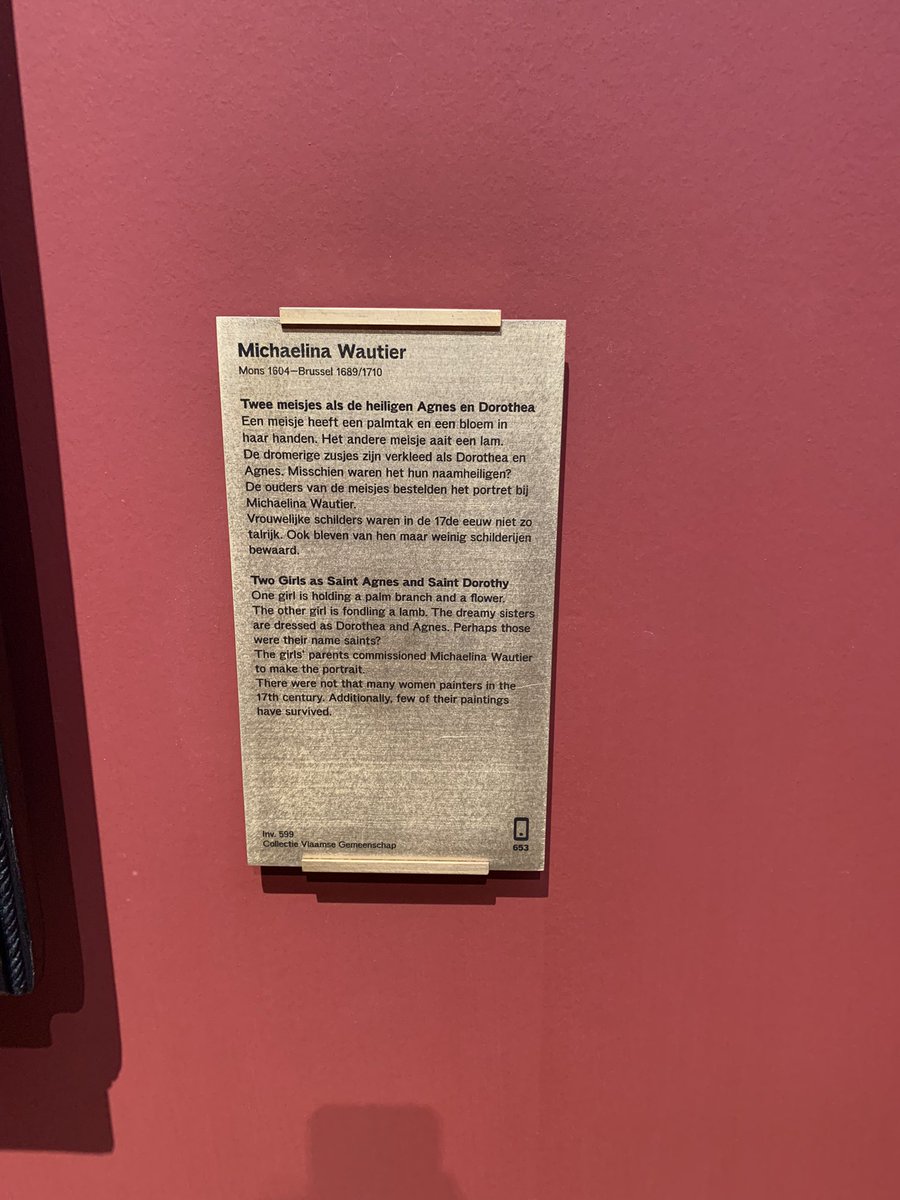 Michaelina Wautier
Mons 1604–Brussel 1689/1710
Twee meisjes als de heiligen Agnes en Dorothea
Een meisje heeft een palmtak en een bloem in
haar handen. Het andere meisje aait een lam.
De dromerige zusjes zijn verkleed als Dorothea en
Agnes. Misschien waren het hun naamheiligen?
De ouders van de meisjes bestelden het portret bij
Michaelina Wautier.
Vrouwelijke schilders waren in de 17de eeuw niet zo
talrijk. Ook bleven van hen maar weinig schilderijen
bewaard.
Two Girls as Saint Agnes and Saint Dorothy
One girl is holding a palm branch and a flower.
The other girl is fondling a lamb. The dreamy sisters
are dressed as Dorothea and Agnes. Perhaps those
were their name saints?
The girls' parents commissioned Michaelina Wautier
to make the portrait.
There were not that many women painters in the
17th century. Additionally, few of their paintings
have survived.
Inv. 599
Collectie Vlaamse Gemeenschap
653